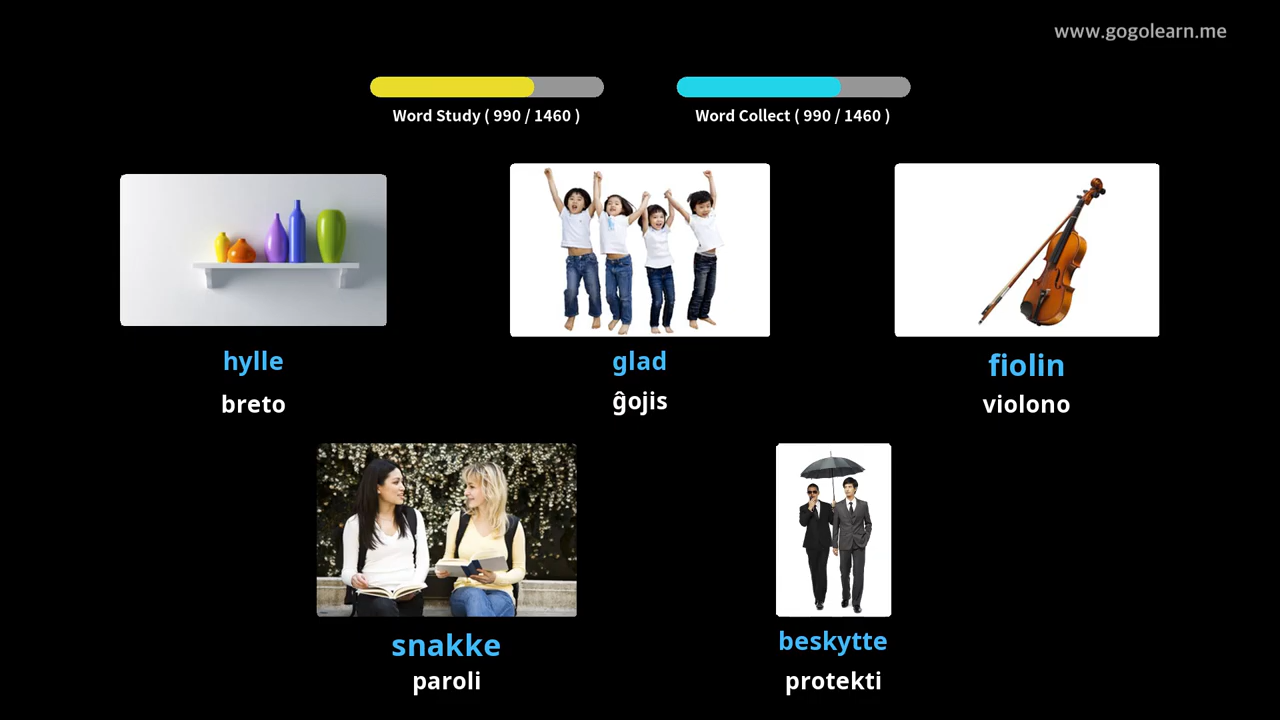 www.gogolearn.me
Word Study ( 990 / 1460 )
Word Collect ( 990 / 1460 )
hylle
glad
fiolin
breto
ĝojis
violono
snakke
beskytte
paroli
protekti